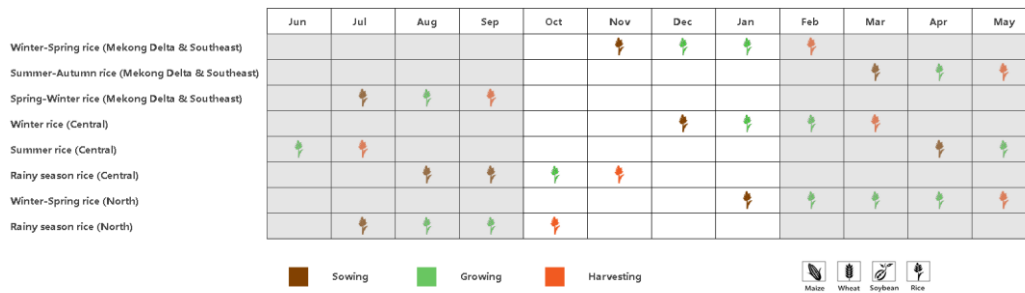 Jun Jul Aug Sep Oct Nov Dec Jan Feb Mar Apr May
Winter-Spring rice (Mekong Delta & Southeast)
Summer-Autumn rice (Mekong Delta & Southeast)
Spring-Winter rice (Mekong Delta & Southeast)
Winter rice (Central)
Summer rice (Central)
Rainy season rice (Central)
Winter-Spring rice (North)
Rainy season rice (North)
Sowing Growing Harvesting
Maize Wheat Soybean Rice